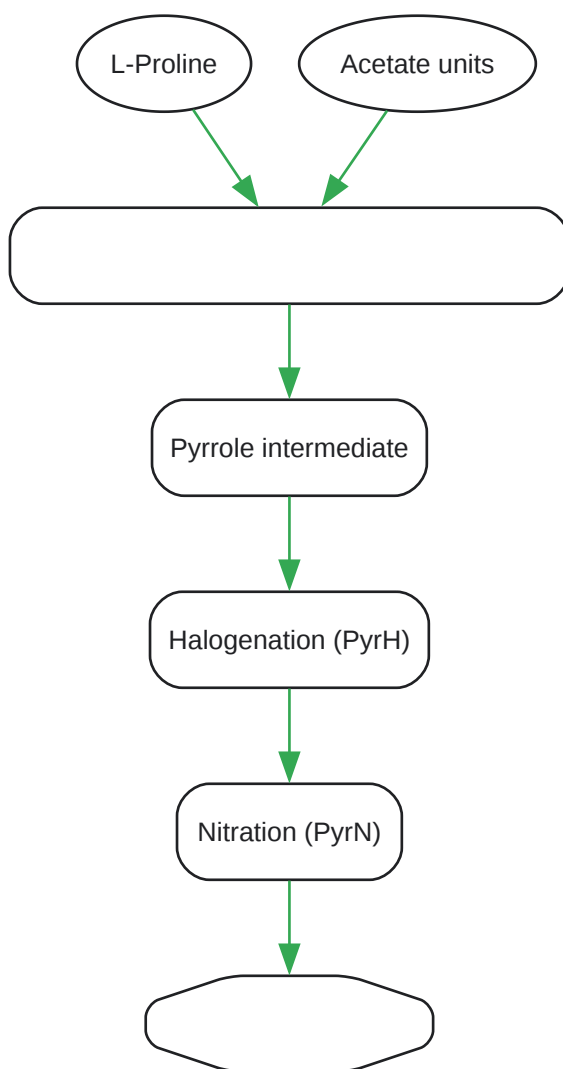 L-Proline
Acetate units
Pyrrole intermediate
Halogenation (PyrH)
Nitration (PyrN)